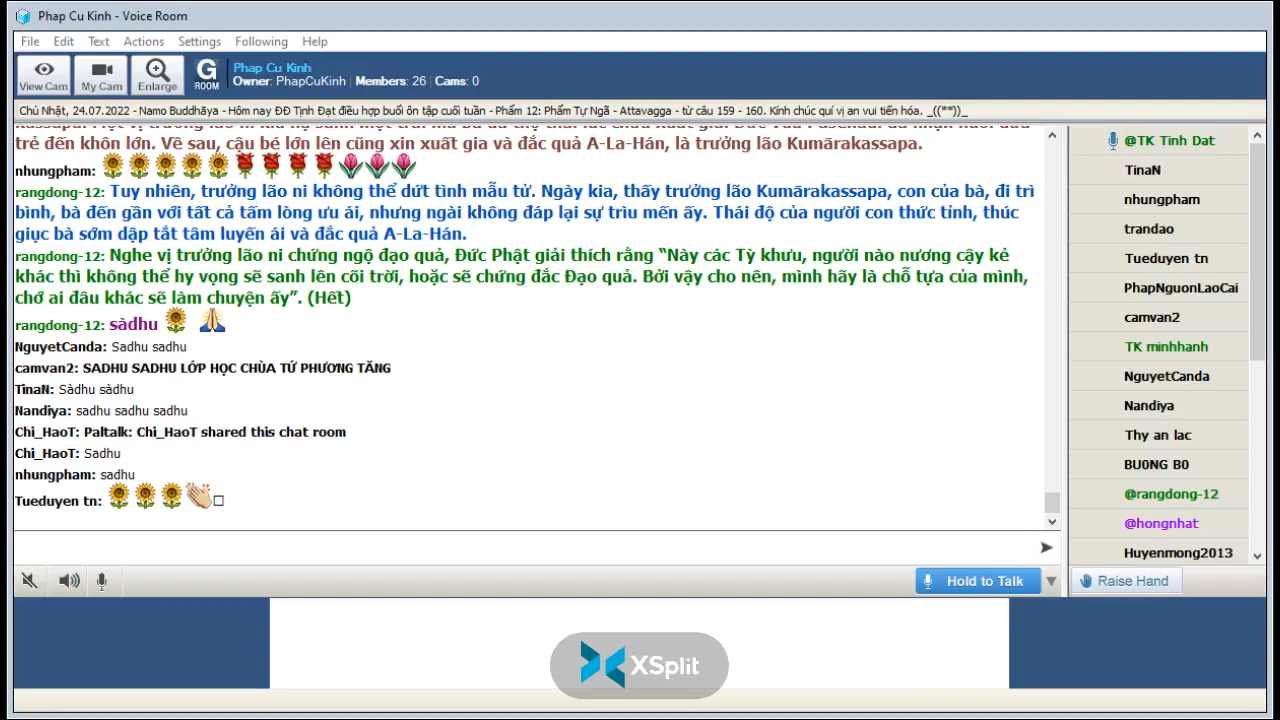 Phap Cu Kinh - Voice Room
File Edit Text Actions Settings Following Help
View Cam My Cam Enlarge G ROOM
Phap Cu Kinh
Owner: PhapCuKinh Members: 26 Cams: 0
Chú Nhật, 24.07.2022 - Namo Buddhāya - Hôm nay ĐĐ Tịnh Đạt điều hợp buổi ôn tập cuối tuần - Phẩm 12: Phẩm Tự Ngã - Attavagga - từ câu 159 - 160. Kính chúc quí vị an vui tiến hóa. _((**))_
trẻ đến khôn lớn. Về sau, cậu bé lớn lên cũng xin xuất gia và đắc quả A-La-Hán, là trưởng lão Kumārakassapa.
nhungpham:
rangdong-12: Tuy nhiên, trưởng lão ni không thể dứt tình mẫu tử. Ngày kia, thấy trưởng lão Kumārakassapa, con của bà, đi trì
bình, bà đến gần với tất cả tấm lòng ưu ái, nhưng ngài không đáp lại sự trìu mến ấy. Thái độ của người con thức tỉnh, thúc
giục bà sớm dập tắt tâm luyến ái và đắc quả A-La-Hán.
rangdong-12: Nghe vị trưởng lão ni chứng ngộ đạo quả, Đức Phật giải thích rằng “Này các Tỳ khưu, người nào nương cậy kẻ
khác thì không thể hy vọng sẽ sanh lên cõi trời, hoặc sẽ chứng đắc Đạo quả. Bởi vậy cho nên, mình hãy là chỗ tựa của mình,
chớ ai đâu khác sẽ làm chuyện ấy”. (Hết)
rangdong-12: sàdhu
NguyetCanda: Sadhu sadhu
camvan2: SADHU SADHU LỚP HỌC CHÙA TỨ PHƯƠNG TĂNG
TinaN: Sàdhu sàdhu
Nandiya: sadhu sadhu sadhu
Chi_HaoT: Paltalk: Chi_HaoT shared this chat room
Chi_HaoT: Sadhu
nhungpham: sadhu
Tueduyen tn:
Hold to Talk
@TK Tinh Dat
TinaN
nhungpham
trandao
Tueduyen tn
PhapNguonLaoCai
camvan2
TK minhhanh
NguyetCanda
Nandiya
Thy an lac
BU0NG B0
@rangdong-12
@hongnhat
Huyenmong2013
Raise Hand
XSplit